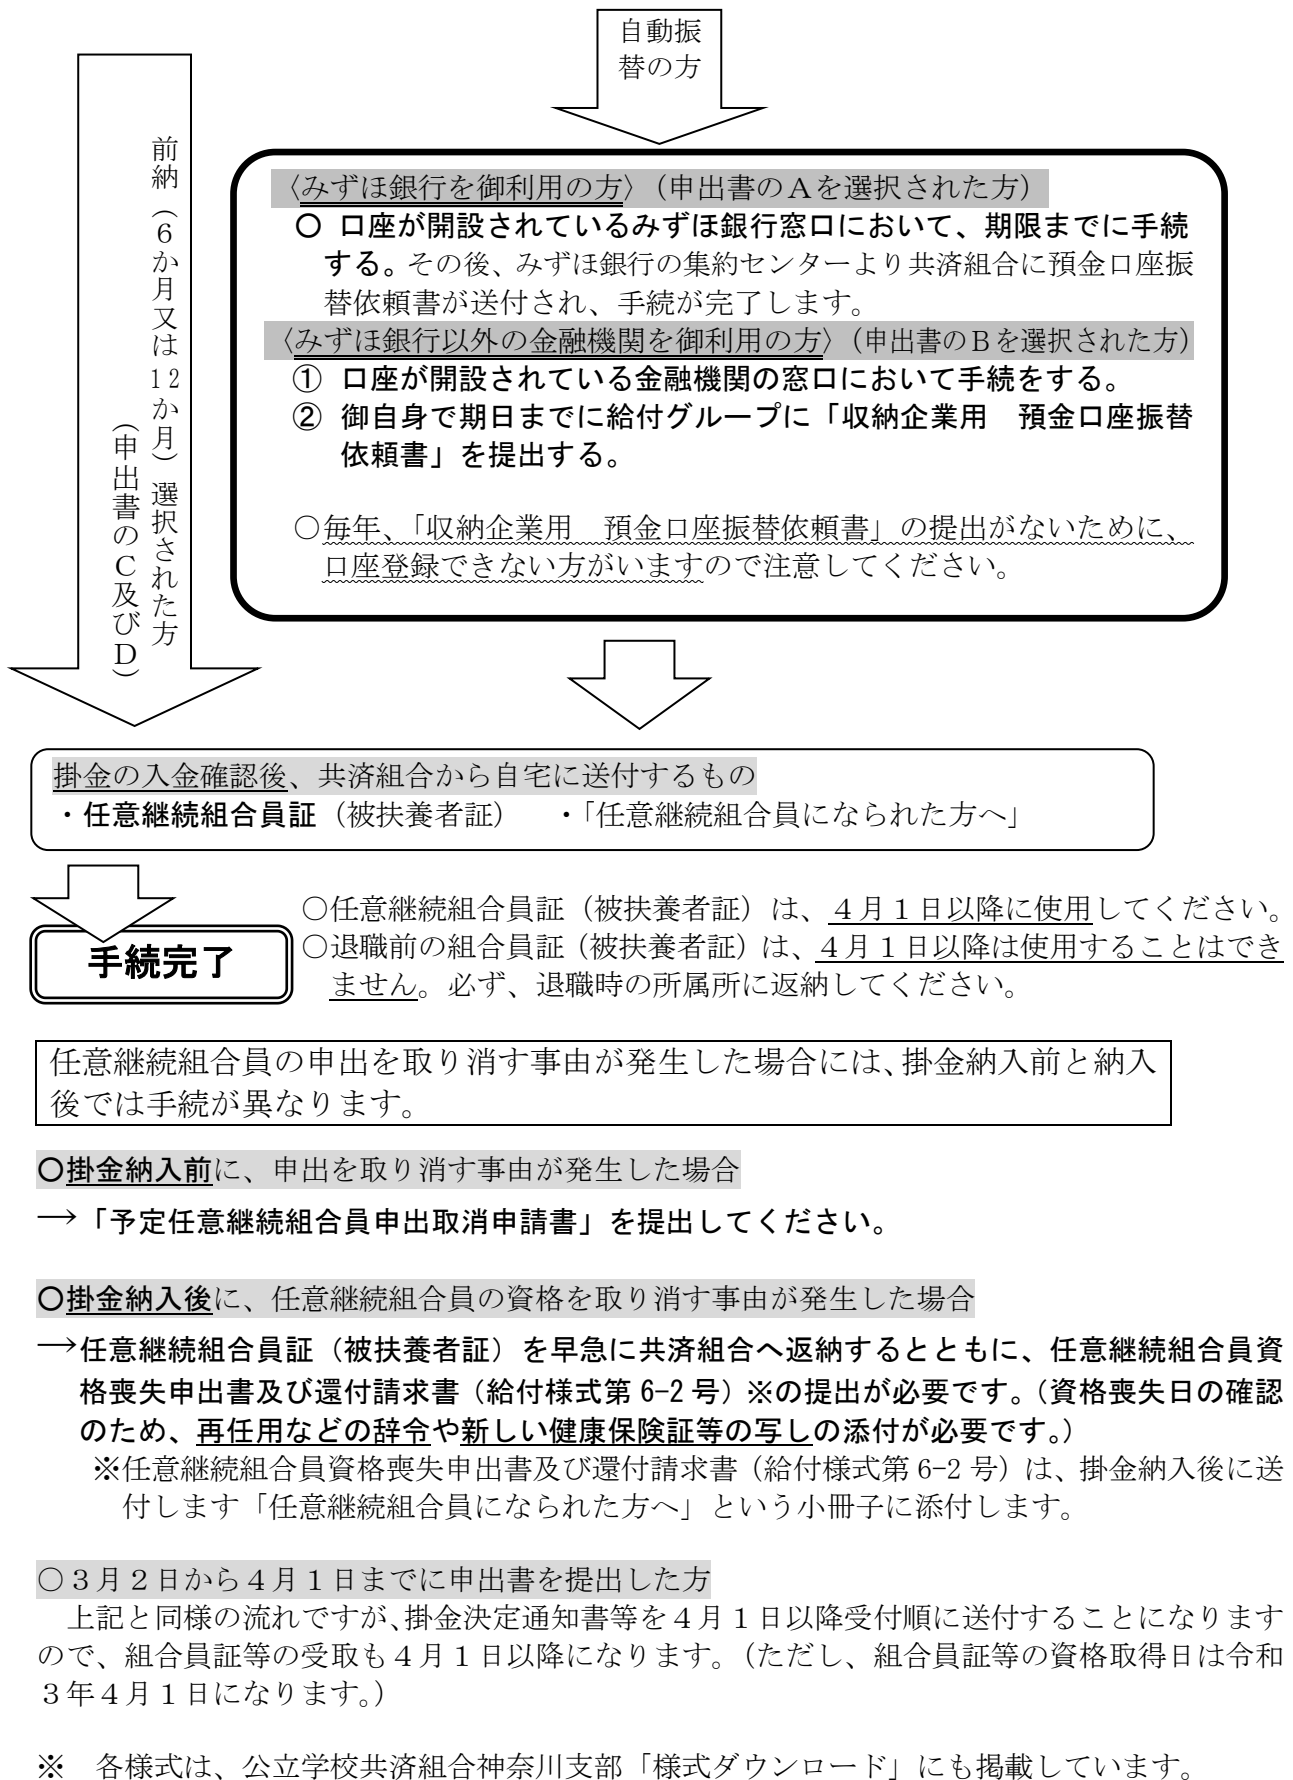 自動振
替の方
前納（６か月又は12か月）選択された方
（申出書のＣ及びＤ）
〈みずほ銀行を御利用の方〉（申出書のＡを選択された方）
○ 口座が開設されているみずほ銀行窓口において、期限までに手続
する。その後、みずほ銀行の集約センターより共済組合に預金口座振
替依頼書が送付され、手続が完了します。
〈みずほ銀行以外の金融機関を御利用の方〉（申出書のＢを選択された方）
① 口座が開設されている金融機関の窓口において手続をする。
② 御自身で期日までに給付グループに「収納企業用　預金口座振替
依頼書」を提出する。
○毎年、「収納企業用　預金口座振替依頼書」の提出がないために、
口座登録できない方がいますので注意してください。
掛金の入金確認後、共済組合から自宅に送付するもの
・任意継続組合員証（被扶養者証）　・「任意継続組合員になられた方へ」
手続完了
○任意継続組合員証（被扶養者証）は、４月１日以降に使用してください。
○退職前の組合員証（被扶養者証）は、４月１日以降は使用することはでき
ません。必ず、退職時の所属所に返納してください。
任意継続組合員の申出を取り消す事由が発生した場合には、掛金納入前と納入
後では手続が異なります。
○掛金納入前に、申出を取り消す事由が発生した場合
→「予定任意継続組合員申出取消申請書」を提出してください。
○掛金納入後に、任意継続組合員の資格を取り消す事由が発生した場合
→任意継続組合員証（被扶養者証）を早急に共済組合へ返納するとともに、任意継続組合員資
格喪失申出書及び還付請求書（給付様式第 6-2 号）※の提出が必要です。（資格喪失日の確認
のため、再任用などの辞令や新しい健康保険証等の写しの添付が必要です。）
※任意継続組合員資格喪失申出書及び還付請求書（給付様式第 6-2 号）は、掛金納入後に送
付します「任意継続組合員になられた方へ」という小冊子に添付します。
○３月２日から４月１日までに申出書を提出した方
　上記と同様の流れですが、掛金決定通知書等を４月１日以降受付順に送付することになります
ので、組合員証等の受取も４月１日以降になります。（ただし、組合員証等の資格取得日は令和
３年４月１日になります。）
※　各様式は、公立学校共済組合神奈川支部「様式ダウンロード」にも掲載しています。